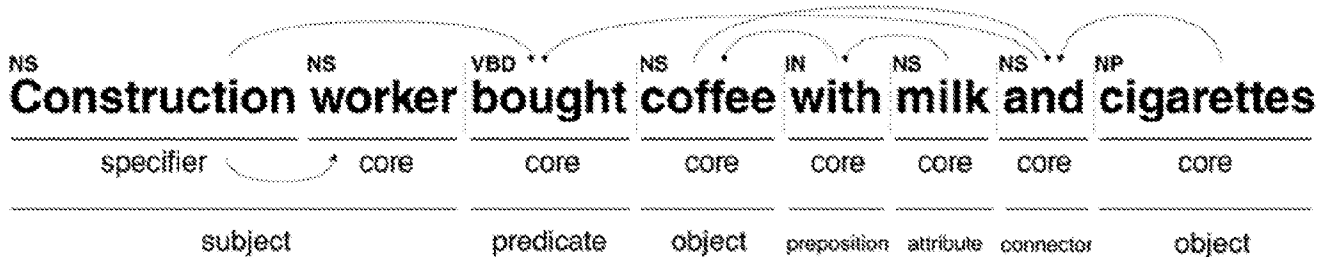 NS NS VBD NS IN NS NS NP
Construction worker bought coffee with milk and cigarettes
specifier core core core core core core core
subject predicate object preposition attribute connector object